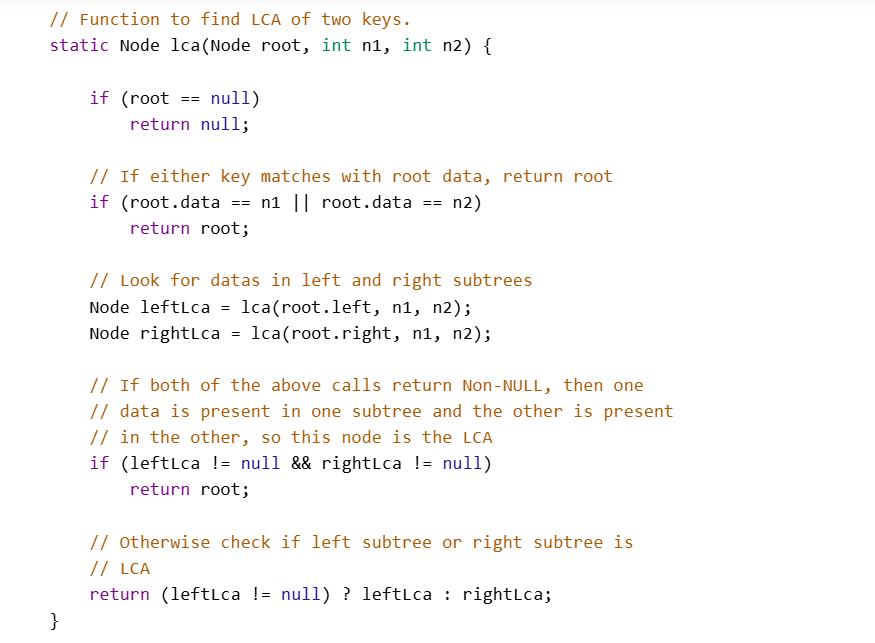 // Function to find LCA of two keys.
static Node lca(Node root, int n1, int n2) {
if (root == null)
return null;
// If either key matches with root data, return root
if (root.data == n1 || root.data == n2)
return root;
// Look for datas in left and right subtrees
Node leftLca = lca(root.left, n1, n2);
Node rightLca = lca(root.right, n1, n2);
// If both of the above calls return Non-NULL, then one
// data is present in one subtree and the other is present
// in the other, so this node is the LCA
if (leftLca != null && rightLca != null)
return root;
// Otherwise check if left subtree or right subtree is
// LCA
return (leftLca != null) ? leftLca : rightLca;
}